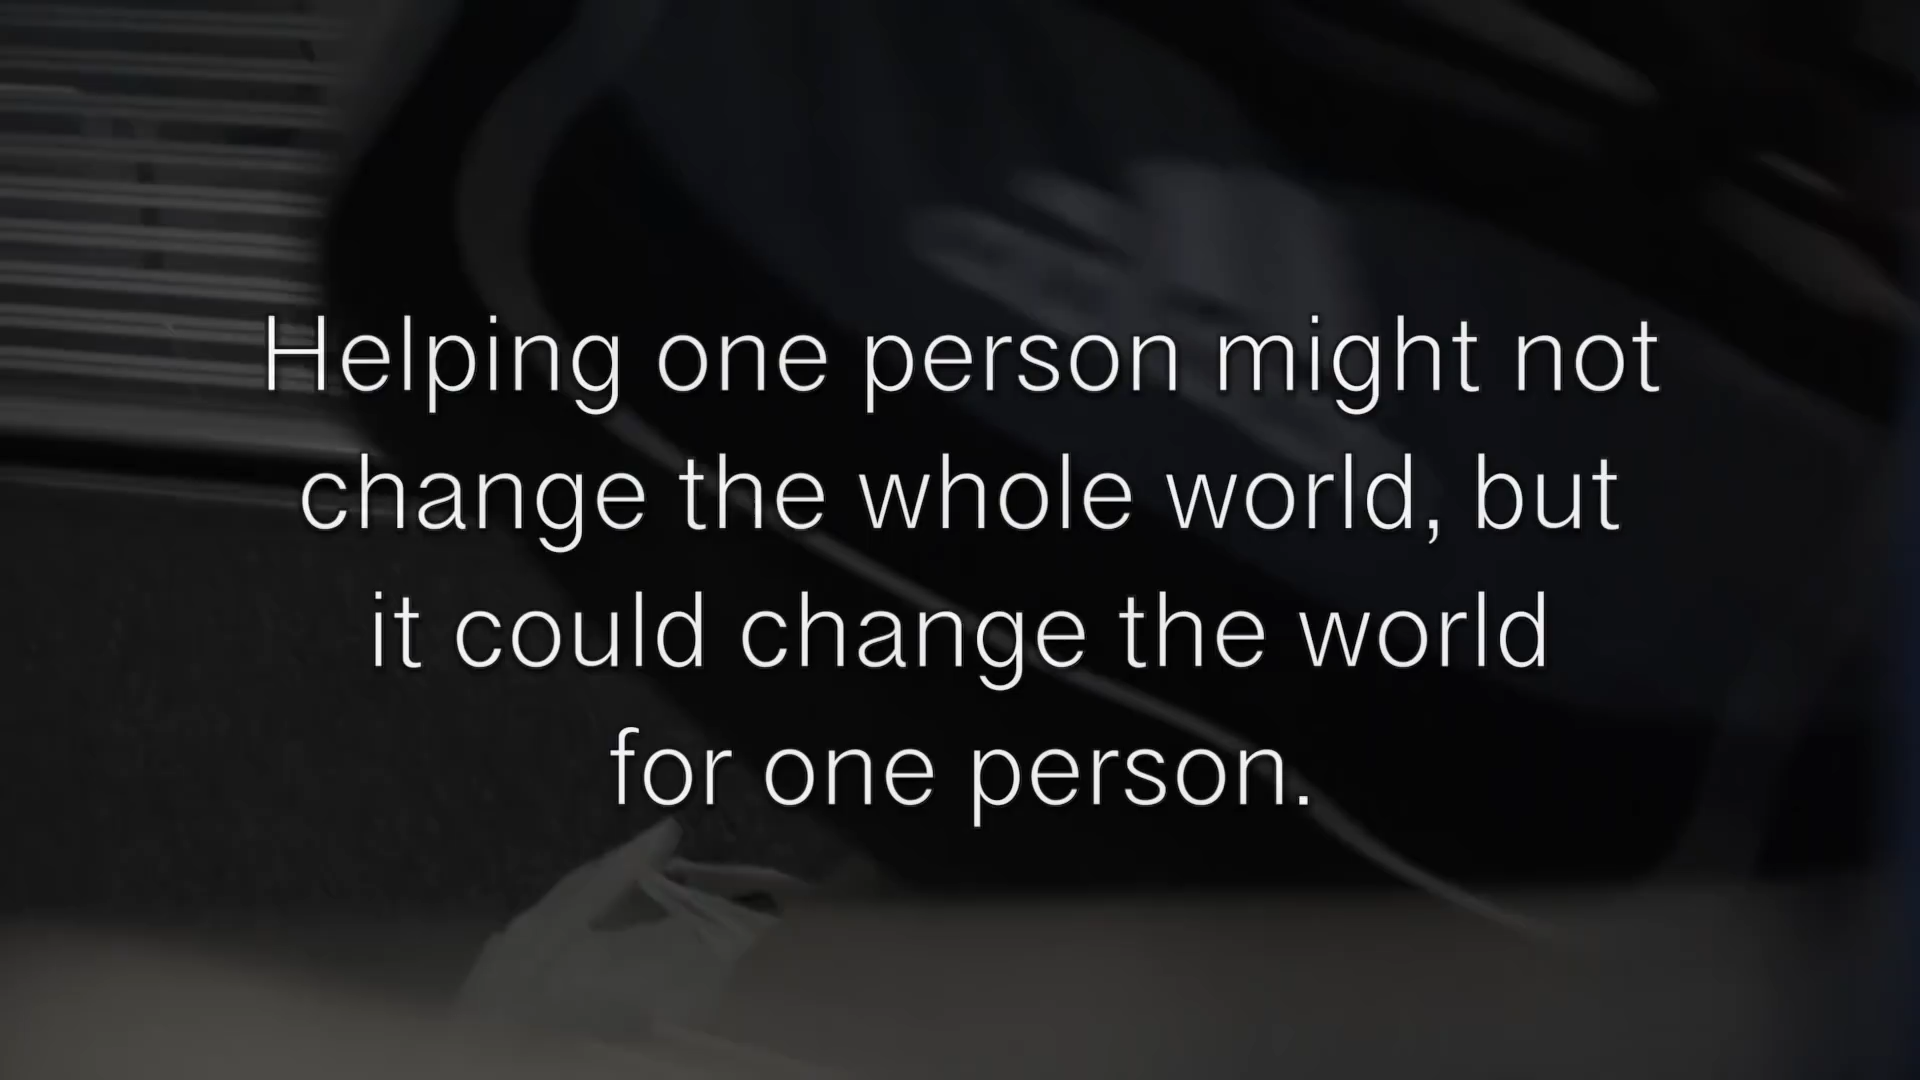 Helping one person might not
change the whole world, but
it could change the world
for one person.